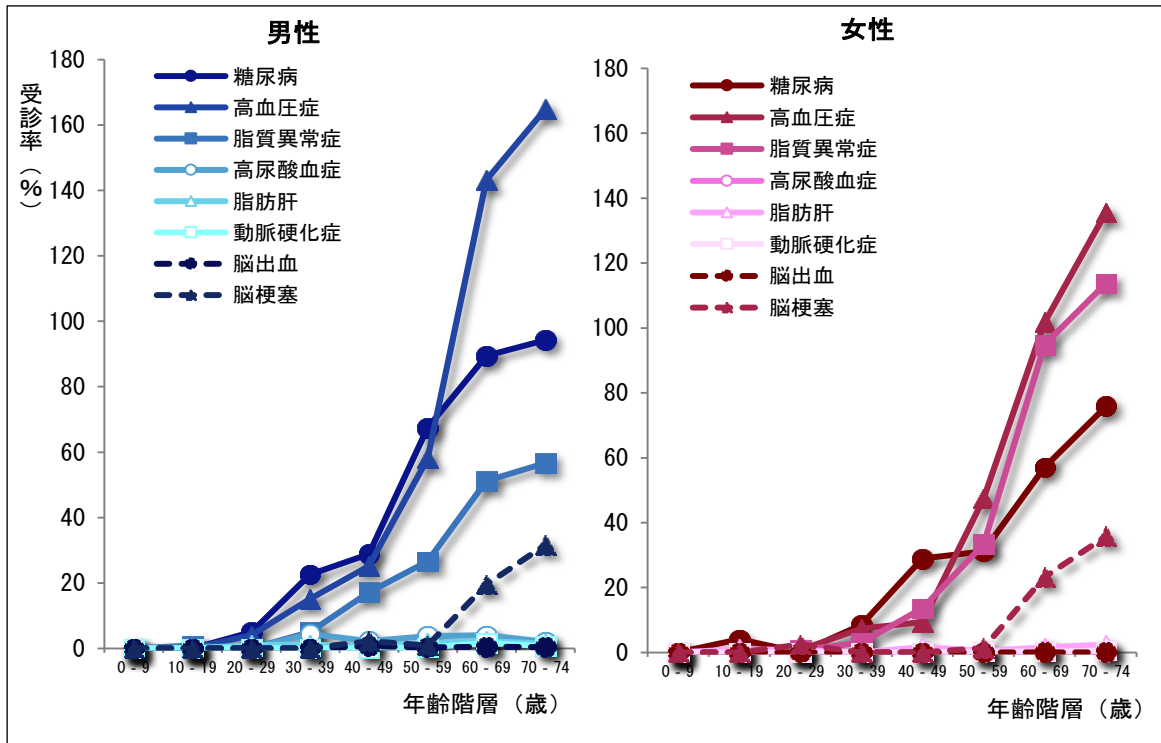 男性
180
160
140
120
100
80
60
40
20
0
受診率（%）
糖尿病
高血圧症
脂質異常症
高尿酸血症
脂肪肝
動脈硬化症
脳出血
脳梗塞
0 - 9 10 - 19 20 - 29 30 - 39 40 - 49 50 - 59 60 - 69 70 - 74
年齢階層（歳）
女性
180
160
140
120
100
80
60
40
20
0
糖尿病
高血圧症
脂質異常症
高尿酸血症
脂肪肝
動脈硬化症
脳出血
脳梗塞
0 - 9 10 - 19 20 - 29 30 - 39 40 - 49 50 - 59 60 - 69 70 - 74
年齢階層（歳）